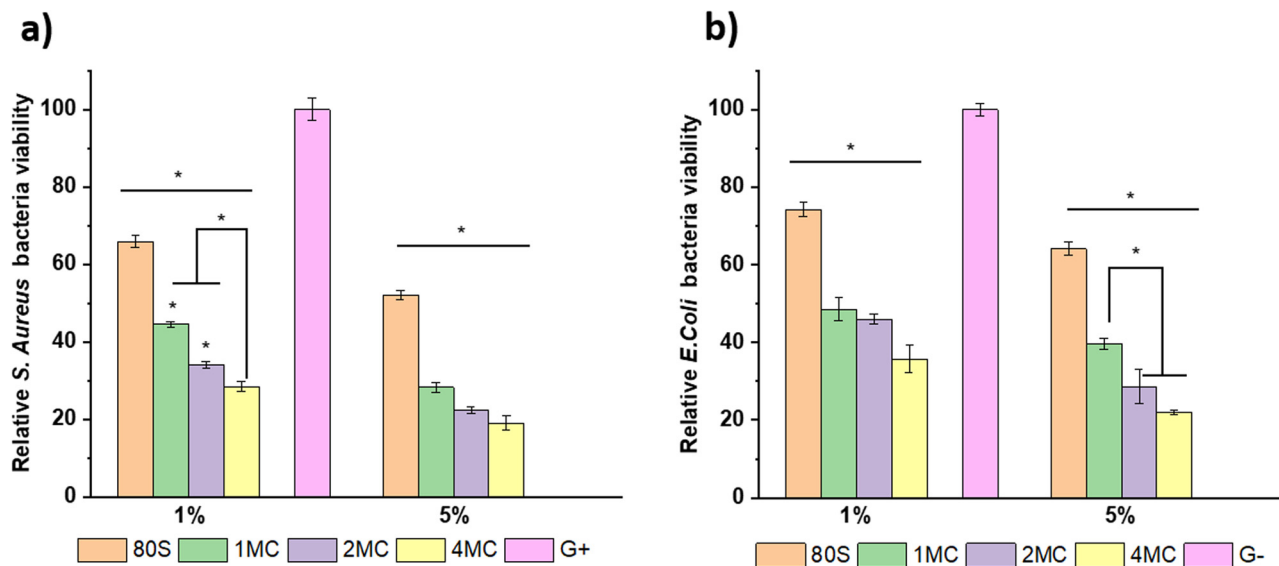 a)
Relative S. Aureus bacteria viability
100
80
60
40
20
0
*
*
*
*
*
1%
5%
80S
1MC
2MC
4MC
G+
b)
Relative E.Coli bacteria viability
100
80
60
40
20
0
*
*
*
1%
5%
80S
1MC
2MC
4MC
G-